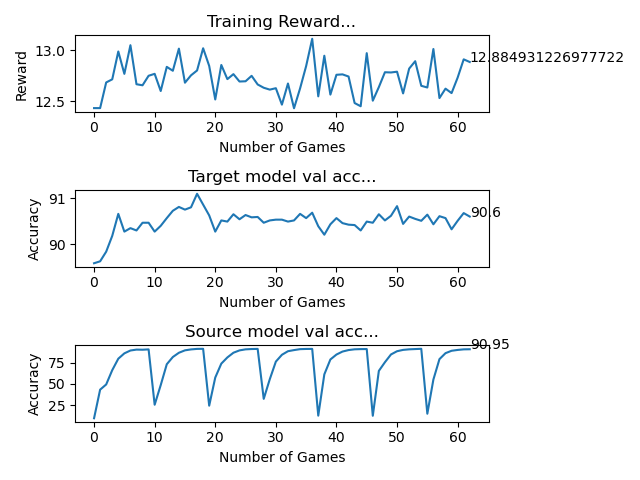 Training Reward...
13.0
12.5
Reward
12.884931226977722
0 10 20 30 40 50 60
Number of Games
Target model val acc...
91
90
Accuracy
90.6
0 10 20 30 40 50 60
Number of Games
Source model val acc...
90.95
75
50
25
Accuracy
0 10 20 30 40 50 60
Number of Games